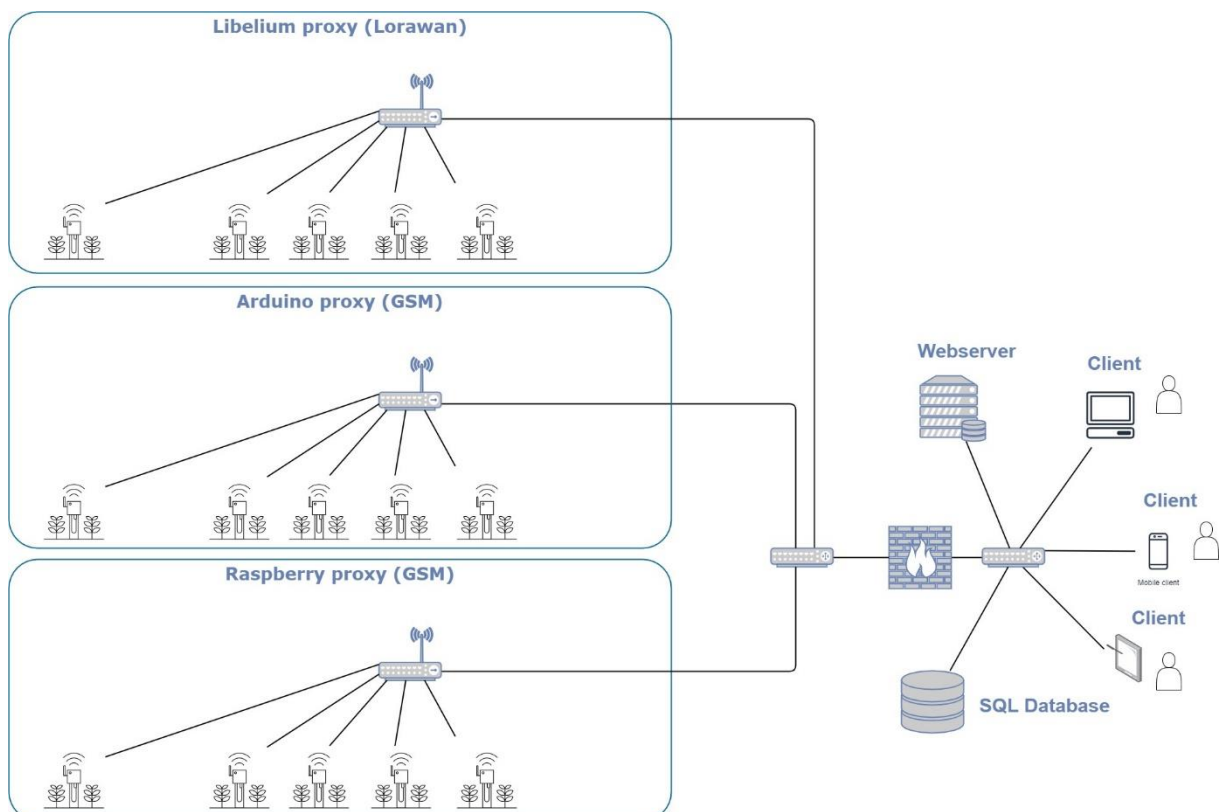 Libelium proxy (Lorawan)
Arduino proxy (GSM)
Raspberry proxy (GSM)
Webserver
Client
Client
Mobile client
Client
SQL Database